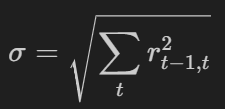 σ = √(∑_t r²_{t−1,t})